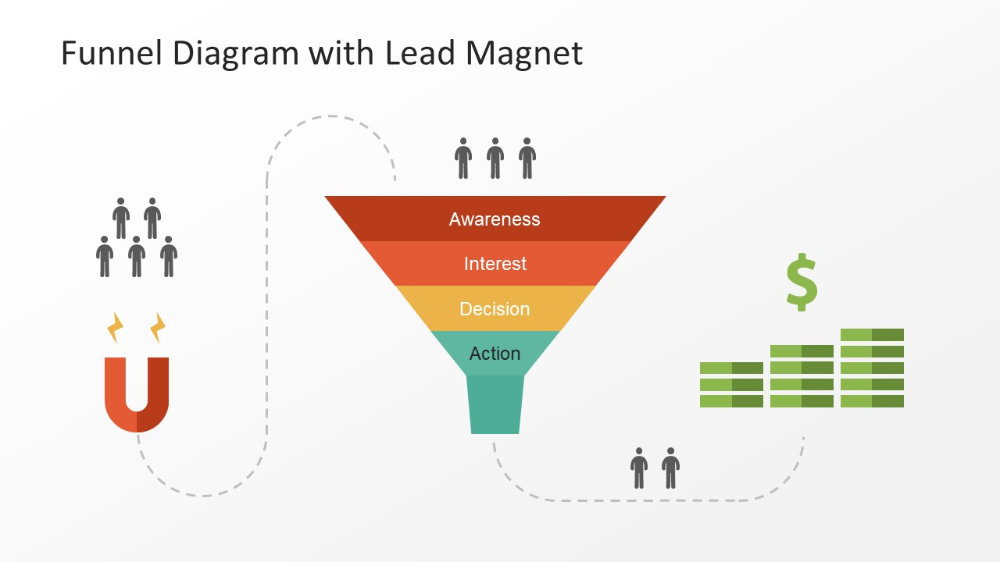 Funnel Diagram with Lead Magnet
Awareness
Interest
Decision
Action
$